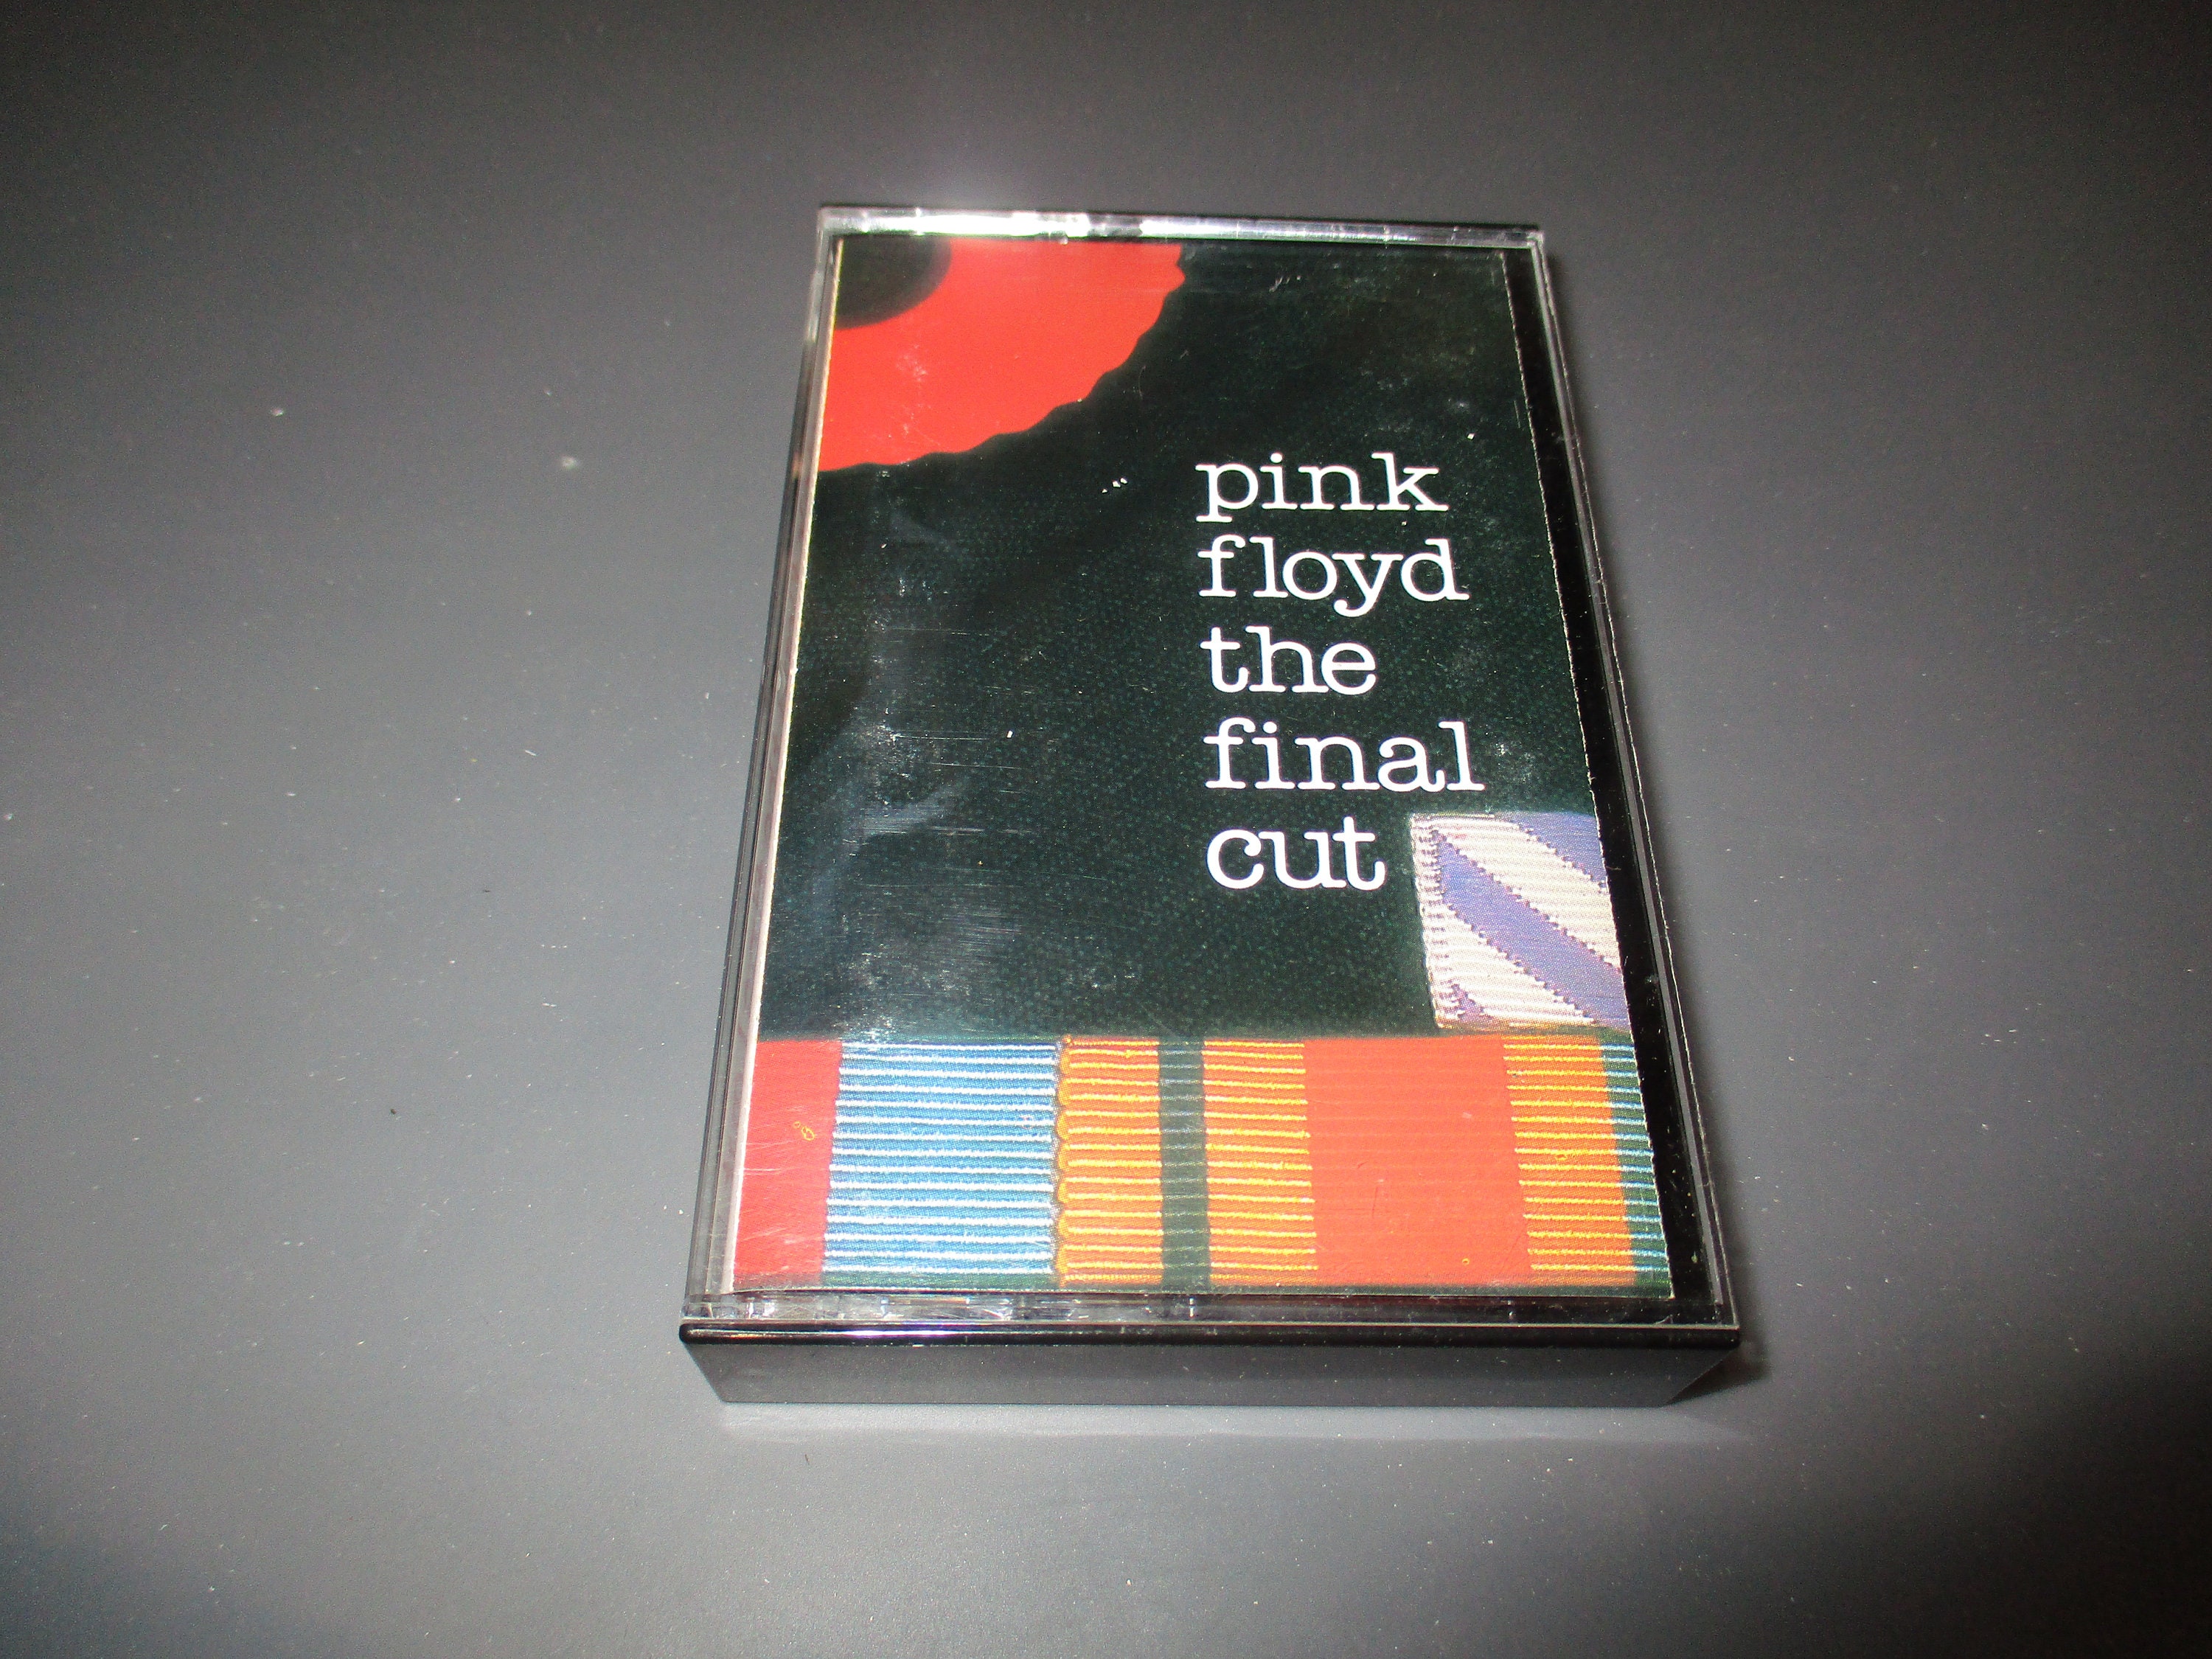 pink
floyd
the
final
cut